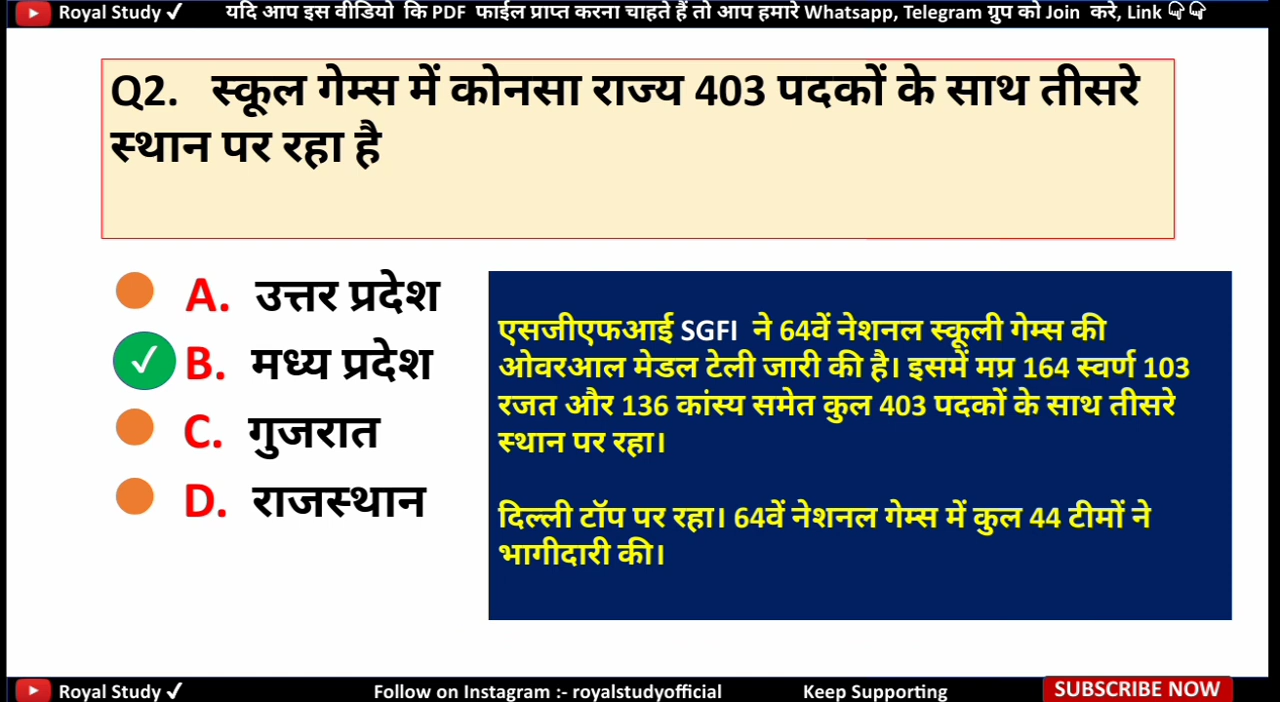 Royal Study ✓ यदि आप इस वीडियो कि PDF फाईल प्राप्त करना चाहते हैं तो आप हमारे Whatsapp, Telegram ग्रुप को Join करे, Link 👇👇
Q2. स्कूल गेम्स में कोनसा राज्य 403 पदकों के साथ तीसरे
स्थान पर रहा है
A. उत्तर प्रदेश
B. मध्य प्रदेश
C. गुजरात
D. राजस्थान
एसजीएफआई SGFI ने 64वें नेशनल स्कूली गेम्स की
ओवरआल मेडल टेली जारी की है। इसमें मप्र 164 स्वर्ण 103
रजत और 136 कांस्य समेत कुल 403 पदकों के साथ तीसरे
स्थान पर रहा।
दिल्ली टॉप पर रहा। 64वें नेशनल गेम्स में कुल 44 टीमों ने
भागीदारी की।
Royal Study ✓ Follow on Instagram :- royalstudyofficial Keep Supporting SUBSCRIBE NOW